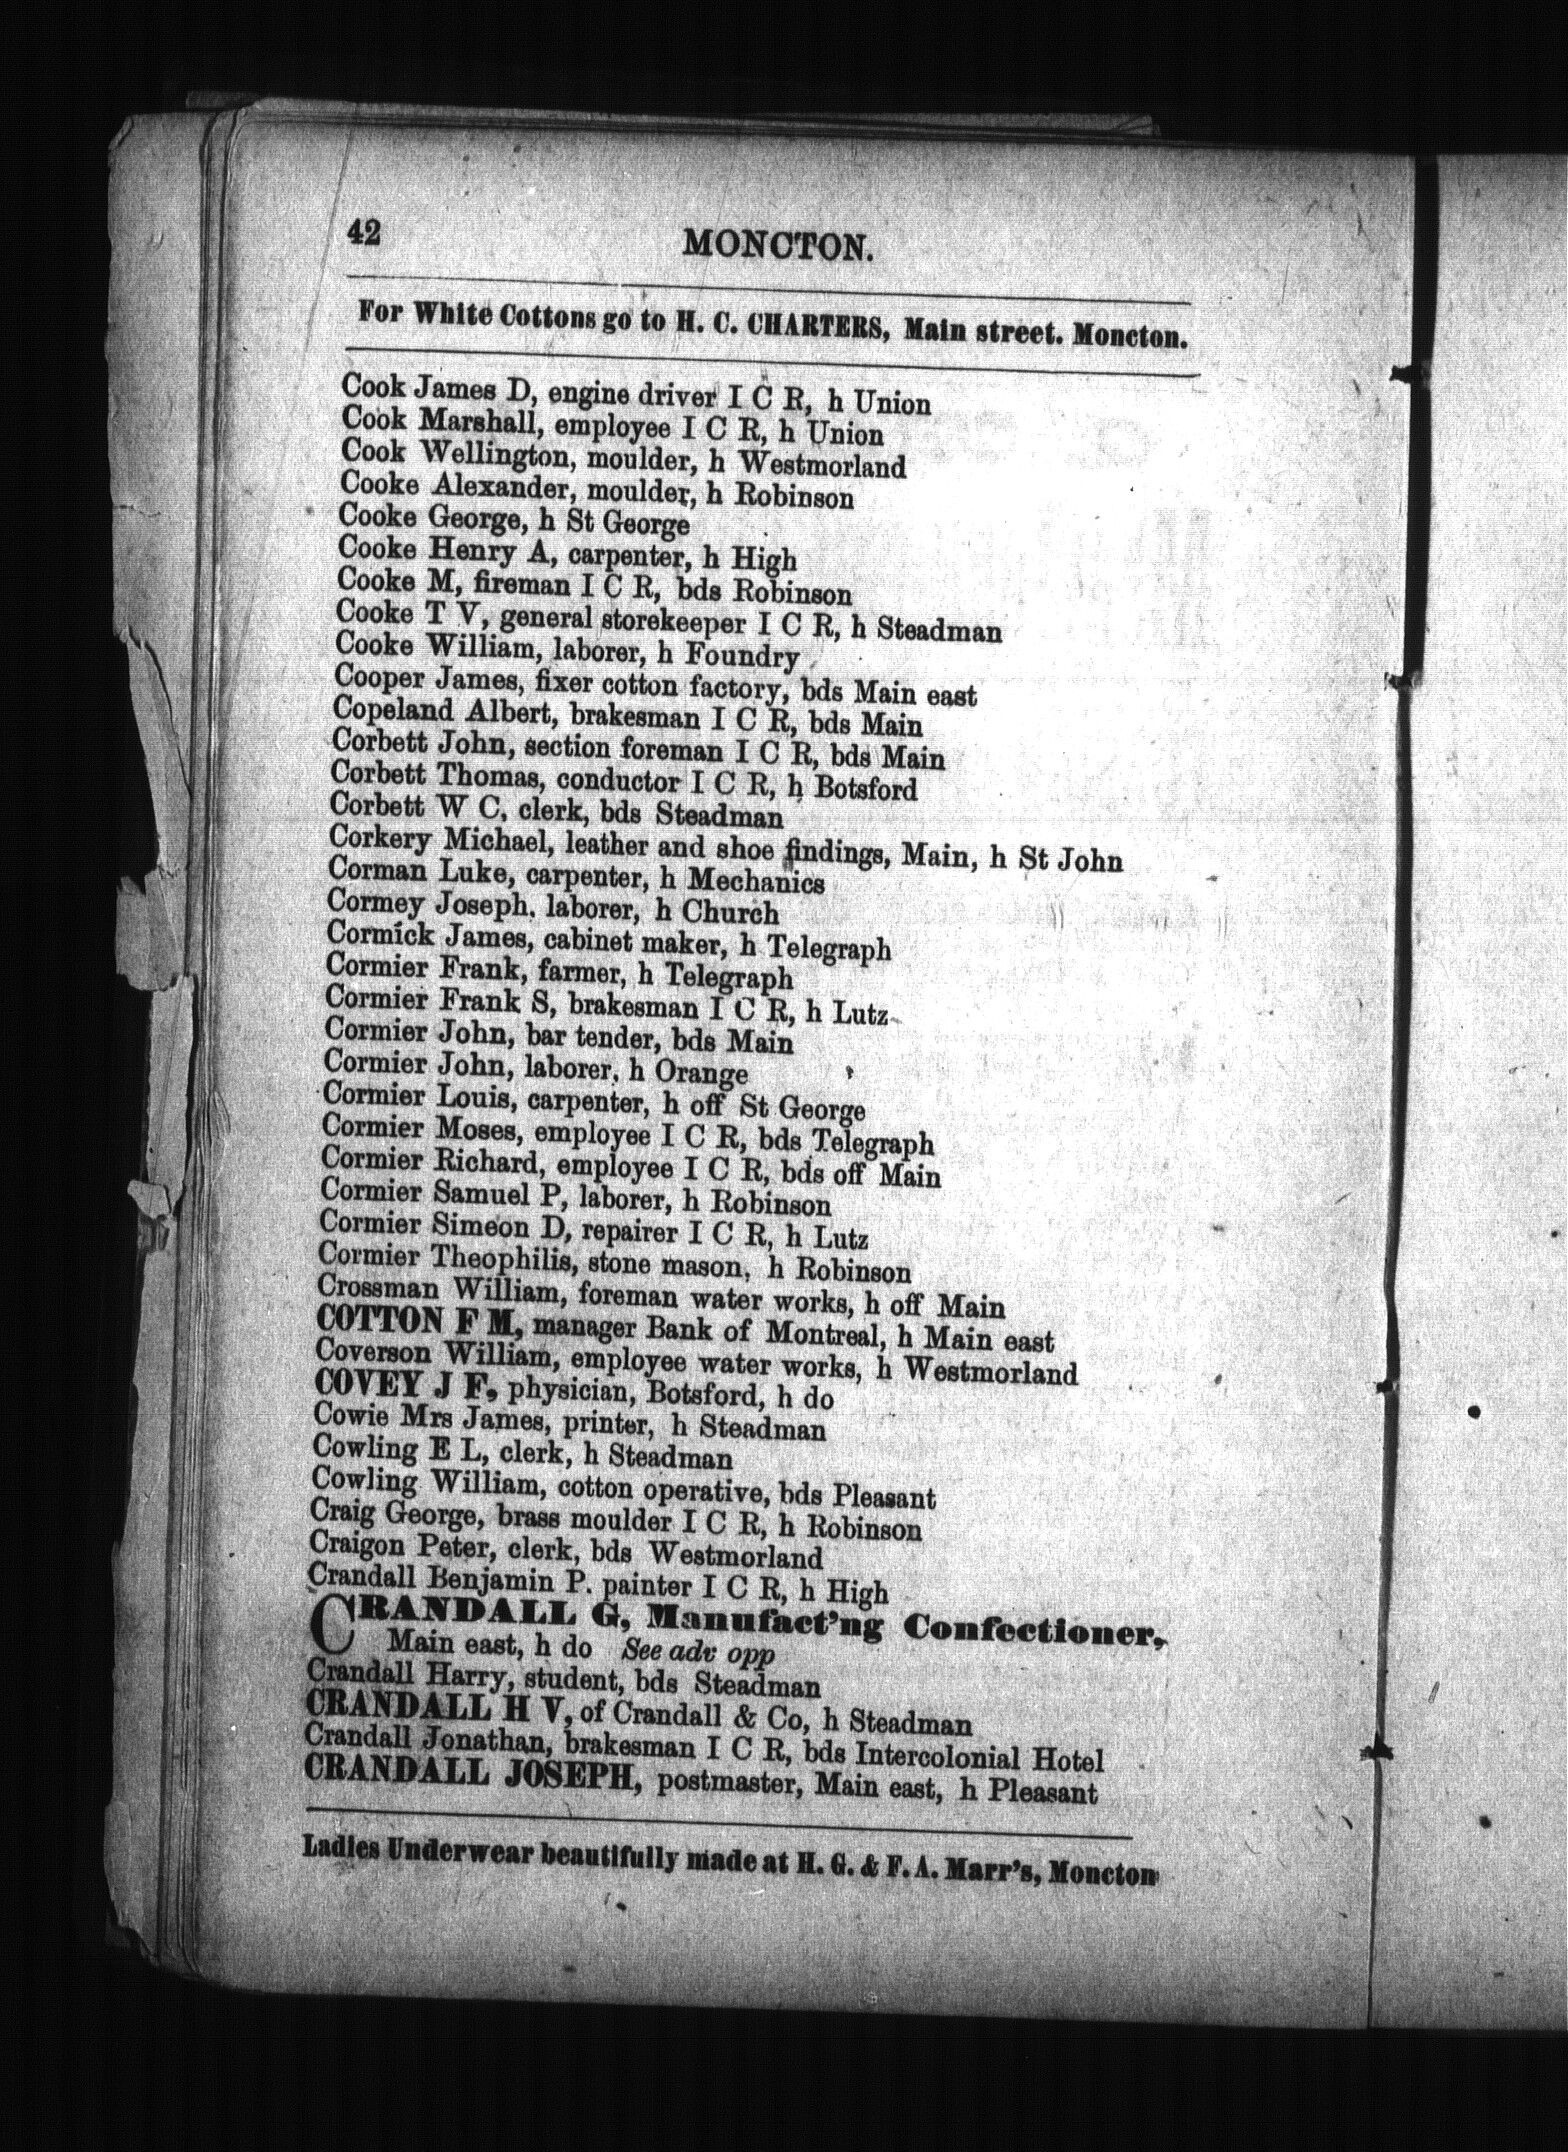 42
MONCTON.
For White Cottons go to H. C. CHARTERS, Main street. Moncton.
Cook James D, engine driver I C R, h Union
Cook Marshall, employee I C R, h Union
Cook Wellington, moulder, h Westmorland
Cooke Alexander, moulder, h Robinson
Cooke George, h St George
Cooke Henry A, carpenter, h High
Cooke M, fireman I C R, bds Robinson
Cooke T V, general storekeeper I C R, h Steadman
Cooke William, laborer, h Foundry
Cooper James, fixer cotton factory, bds Main east
Copeland Albert, brakesman I C R, bds Main
Corbett John, section foreman I C R, bds Main
Corbett Thomas, conductor I C R, h Botsford
Corbett W C, clerk, bds Steadman
Corkery Michael, leather and shoe findings, Main, h St John
Corman Luke, carpenter, h Mechanics
Cormey Joseph, laborer, h Church
Cormick James, cabinet maker, h Telegraph
Cormier Frank, farmer, h Telegraph
Cormier Frank S, brakesman I C R, h Lutz
Cormier John, bar tender, bds Main
Cormier John, laborer, h Orange
Cormier Louis, carpenter, h off St George
Cormier Moses, employee I C R, bds Telegraph
Cormier Richard, employee I C R, bds off Main
Cormier Samuel P, laborer, h Robinson
Cormier Simeon D, repairer I C R, h Lutz
Cormier Theophilis, stone mason, h Robinson
Crossman William, foreman water works, h off Main
COTTON F M, manager Bank of Montreal, h Main east
Coverson William, employee water works, h Westmorland
COVEY J F, physician, Botsford, h do
Cowie Mrs James, printer, h Steadman
Cowling E L, clerk, h Steadman
Cowling William, cotton operative, bds Pleasant
Craig George, brass moulder I C R, h Robinson
Craigon Peter, clerk, bds Westmorland
Crandall Benjamin P. painter I C R, h High
CRANDALL G, Manufact'ng Confectioner,
Main east, h do See adv opp
Crandall Harry, student, bds Steadman
CRANDALL H V, of Crandall & Co, h Steadman
Crandall Jonathan, brakesman I C R, bds Intercolonial Hotel
CRANDALL JOSEPH, postmaster, Main east, h Pleasant
Ladies Underwear beautifully made at H. G. & F. A. Marr's, Moncton